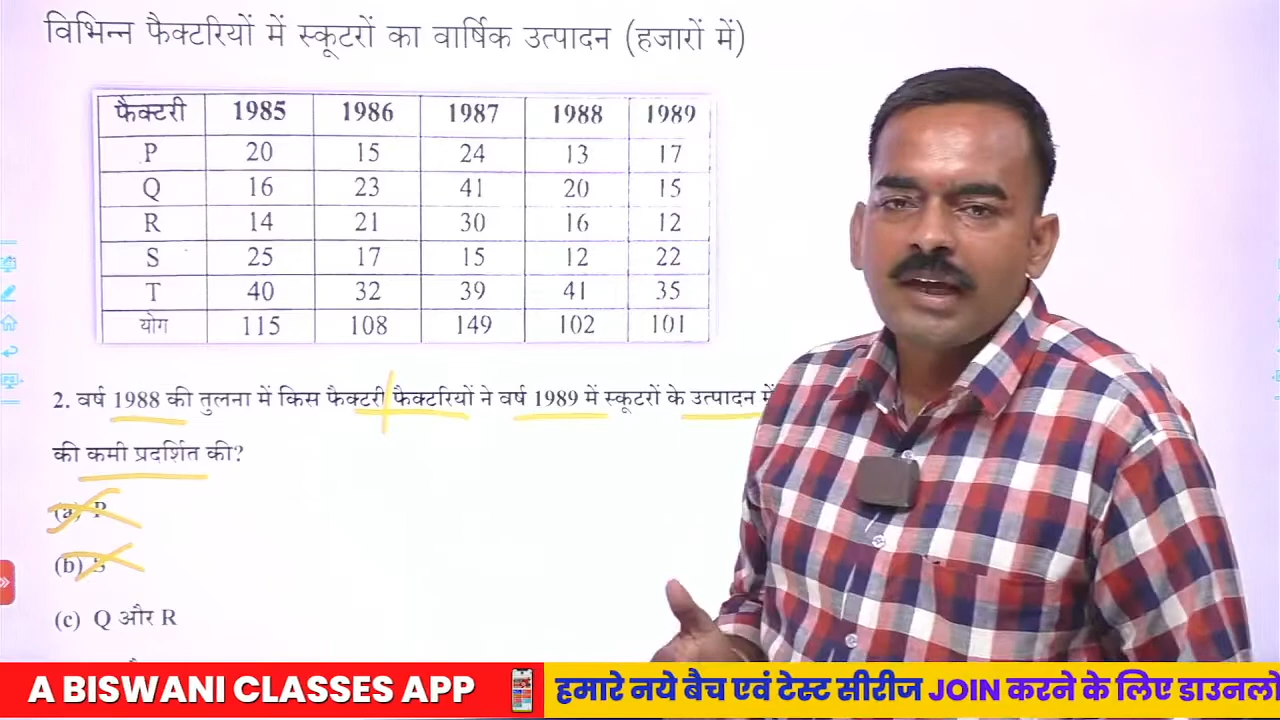 विभिन्न फैक्टरियों में स्कूटरों का वार्षिक उत्पादन (हजारों में)
फैक्टरी 1985 1986 1987 1988 1989
P 20 15 24 13 17
Q 16 23 41 20 15
R 14 21 30 16 12
S 25 17 15 12 22
T 40 32 39 41 35
योग 115 108 149 102 101
2. वर्ष 1988 की तुलना में किस फैक्टरी फैक्टरियों ने वर्ष 1989 में स्कूटरों के उत्पादन में
की कमी प्रदर्शित की?
(a) P
(b) S
(c) Q और R
A BISWANI CLASSES APP हमारे नये बैच एवं टेस्ट सीरीज JOIN करने के लिए डाउनलो